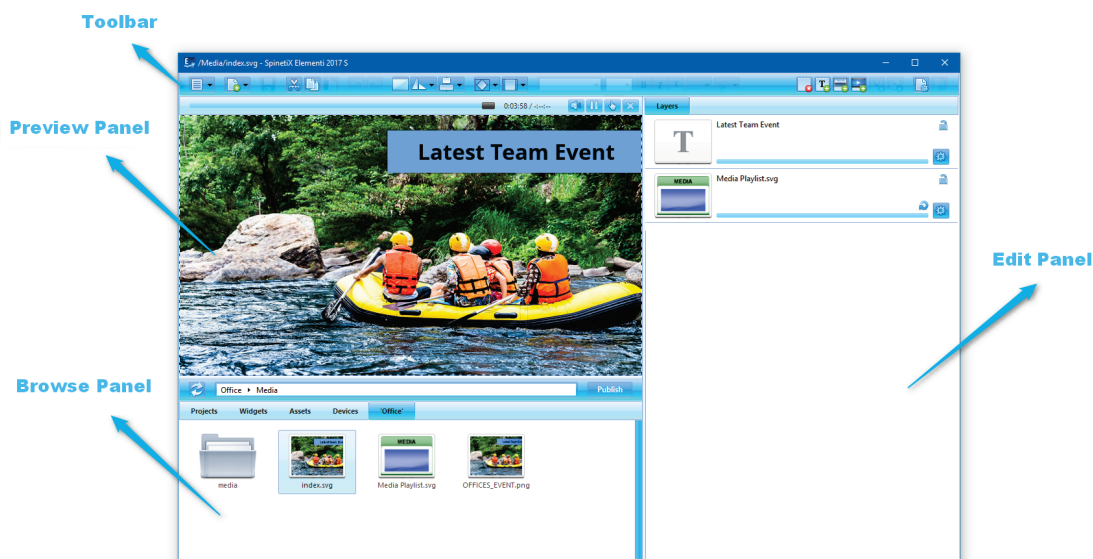 Toolbar
/Media/index.svg - SpinetiX Elementi 2017 S
0:03:58 / --:--:--
Layers
Preview Panel
Latest Team Event
T
Latest Team Event
MEDIA
Media Playlist.svg
Edit Panel
Browse Panel
Office Media
Publish
Projects Widgets Assets Devices 'Office'
MEDIA
media index.svg Media Playlist.svg OFFICES_EVENT.png